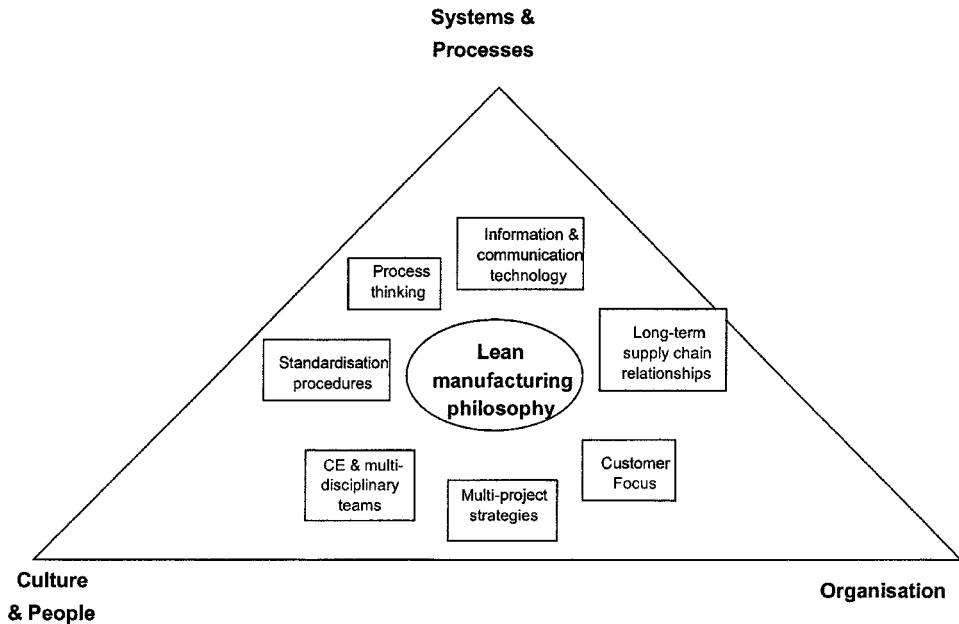 Systems &
Processes
Information &
communication
technology
Process
thinking
Long-term
supply chain
relationships
Standardisation
procedures
Lean
manufacturing
philosophy
CE & multi-
disciplinary
teams
Customer
Focus
Multi-project
strategies
Culture
& People
Organisation